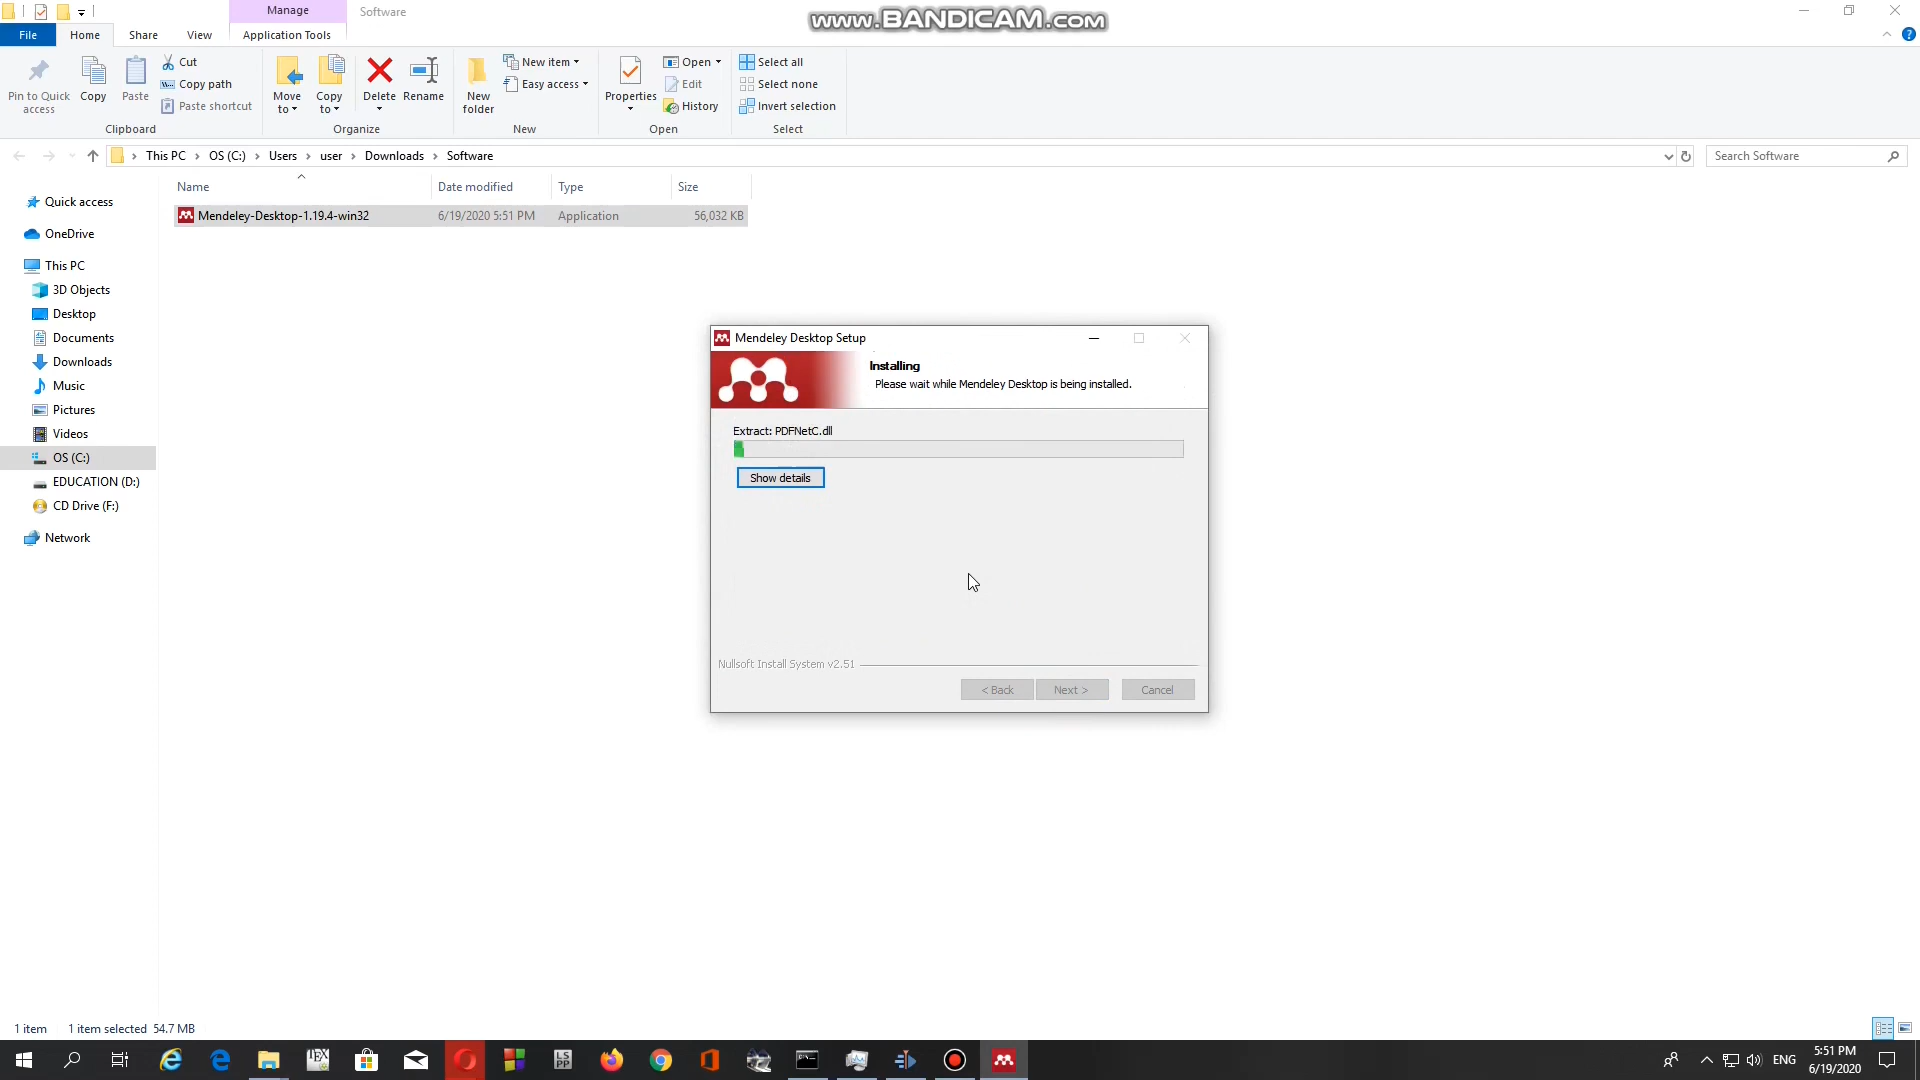 Manage
Software
www.BANDICAM.com
File
Home
Share
View
Application Tools
Pin to Quick access
Copy
Paste
Cut
Copy path
Paste shortcut
Clipboard
Move to
Copy to
Delete
Rename
Organize
New folder
New item
Easy access
New
Properties
Open
Edit
History
Open
Select all
Select none
Invert selection
Select
This PC > OS (C:) > Users > user > Downloads > Software
Search Software
Name
Date modified
Type
Size
Mendeley-Desktop-1.19.4-win32
6/19/2020 5:51 PM
Application
56,032 KB
Quick access
OneDrive
This PC
3D Objects
Desktop
Documents
Downloads
Music
Pictures
Videos
OS (C:)
EDUCATION (D:)
CD Drive (F:)
Network
Mendeley Desktop Setup
Installing
Please wait while Mendeley Desktop is being installed.
Extract: PDFNetC.dll
Show details
Nullsoft Install System v2.51
< Back
Next >
Cancel
1 item
1 item selected 54.7 MB
TEX
LS
PP
ENG
5:51 PM
6/19/2020